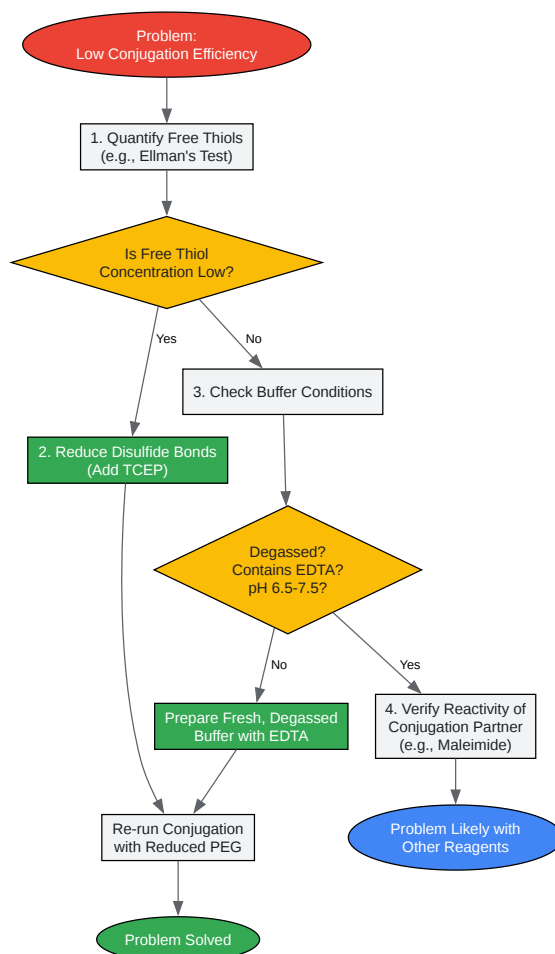 Problem:
Low Conjugation Efficiency
1. Quantify Free Thiols
(e.g., Ellman's Test)
Is Free Thiol
Concentration Low?
Yes
No
3. Check Buffer Conditions
2. Reduce Disulfide Bonds
(Add TCEP)
Degassed?
Contains EDTA?
pH 6.5-7.5?
No
Yes
Prepare Fresh, Degassed
Buffer with EDTA
4. Verify Reactivity of
Conjugation Partner
(e.g., Maleimide)
Re-run Conjugation
with Reduced PEG
Problem Likely with
Other Reagents
Problem Solved